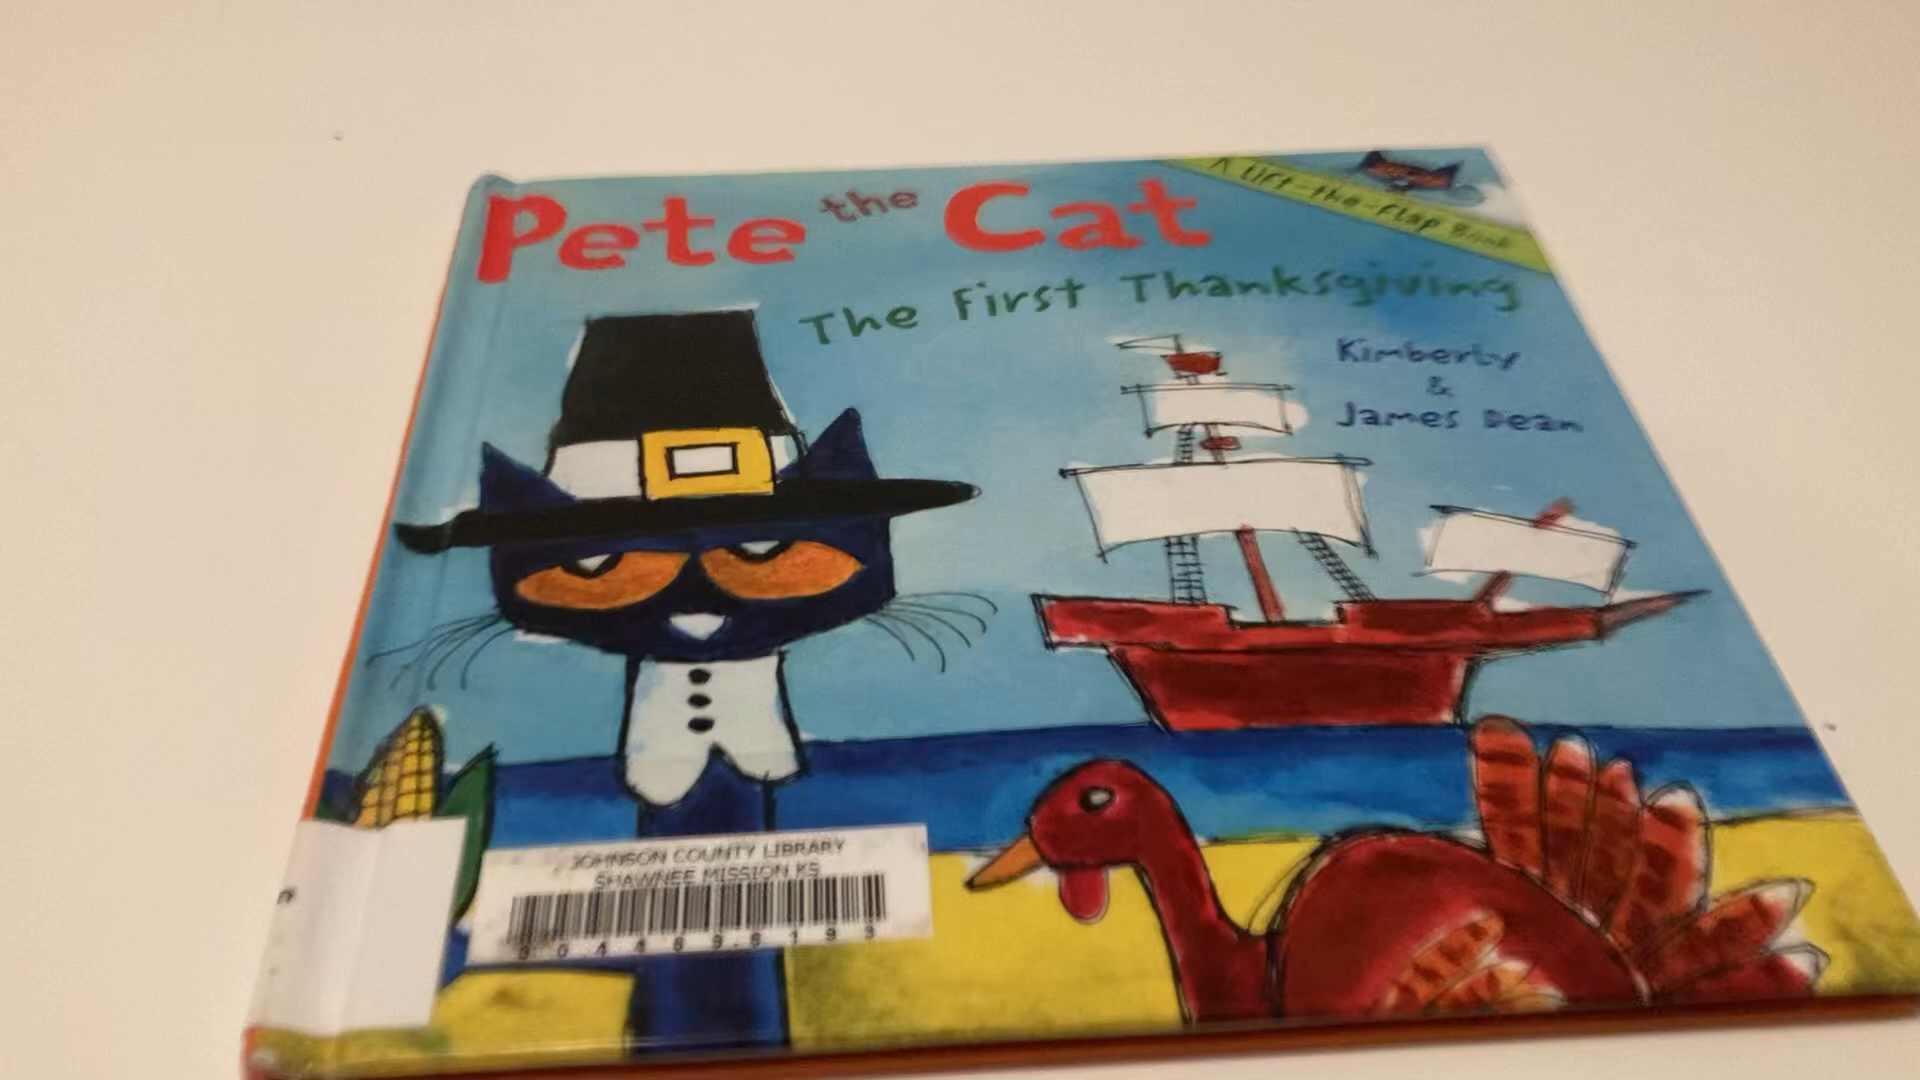 Pete the Cat
A Lift-the-Flap Book
The First Thanksgiving
Kimberly
&
James Dean
JOHNSON COUNTY LIBRARY
SHAWNEE MISSION KS